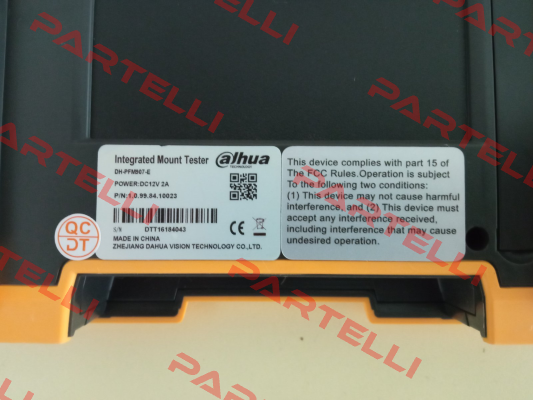 PARTELLI
PARTELLI
Integrated Mount Tester
alhua
TECHNOLOGY
DH-PFM907-E
POWER:DC12V 2A
P/N:1.0.99.84.10023
S/N
DTT16184043
MADE IN CHINA
ZHEJIANG DAHUA VISION TECHNOLOGY CO.,LTD.
This device complies with part 15 of
The FCC Rules.Operation is subject
To the following two conditions:
(1) This device may not cause harmful
interference, and (2) This device must
accept any interference received,
including interference that may cause
undesired operation.
CE
QC
DT
PARTELLI
PARTELLI
PARTELLI